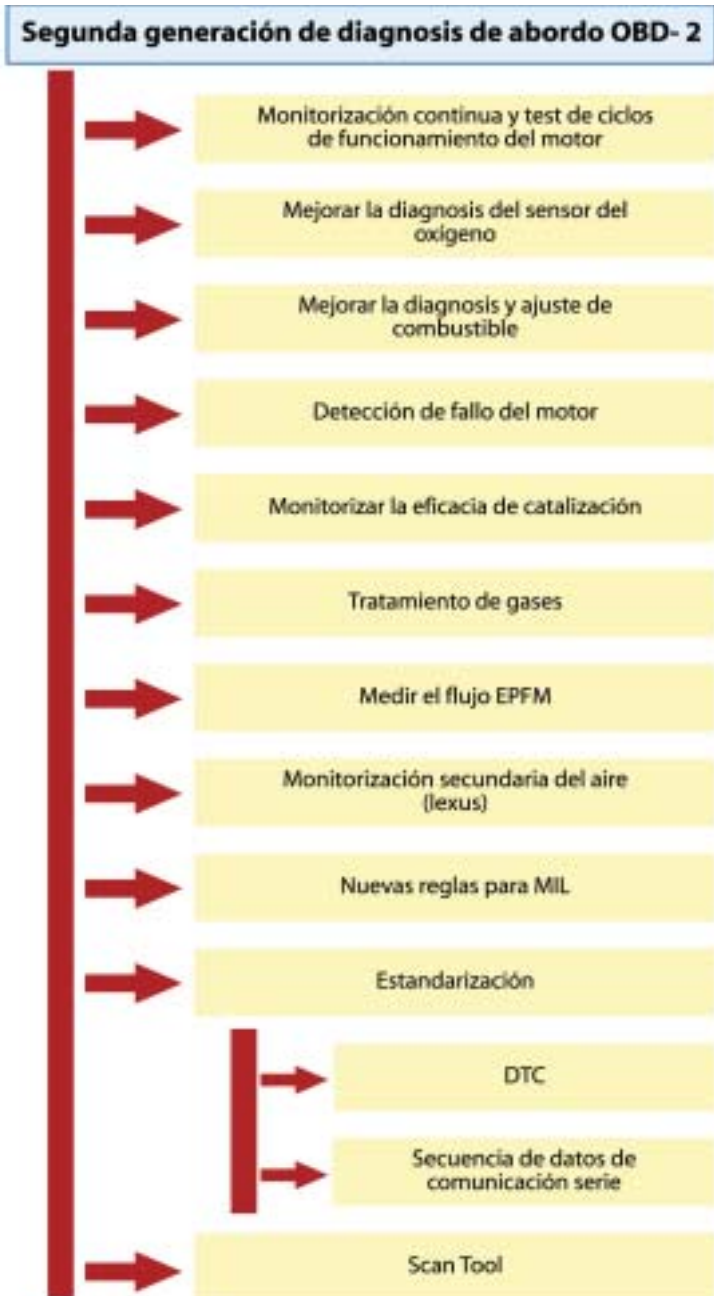 Segunda generación de diagnosis de abordo OBD- 2
Monitorización continua y test de ciclos
de funcionamiento del motor
Mejorar la diagnosis del sensor del
oxígeno
Mejorar la diagnosis y ajuste de
combustible
Detección de fallo del motor
Monitorizar la eficacia de catalización
Tratamiento de gases
Medir el flujo EPFM
Monitorización secundaria del aire
(lexus)
Nuevas reglas para MIL
Estandarización
DTC
Secuencia de datos de
comunicación serie
Scan Tool